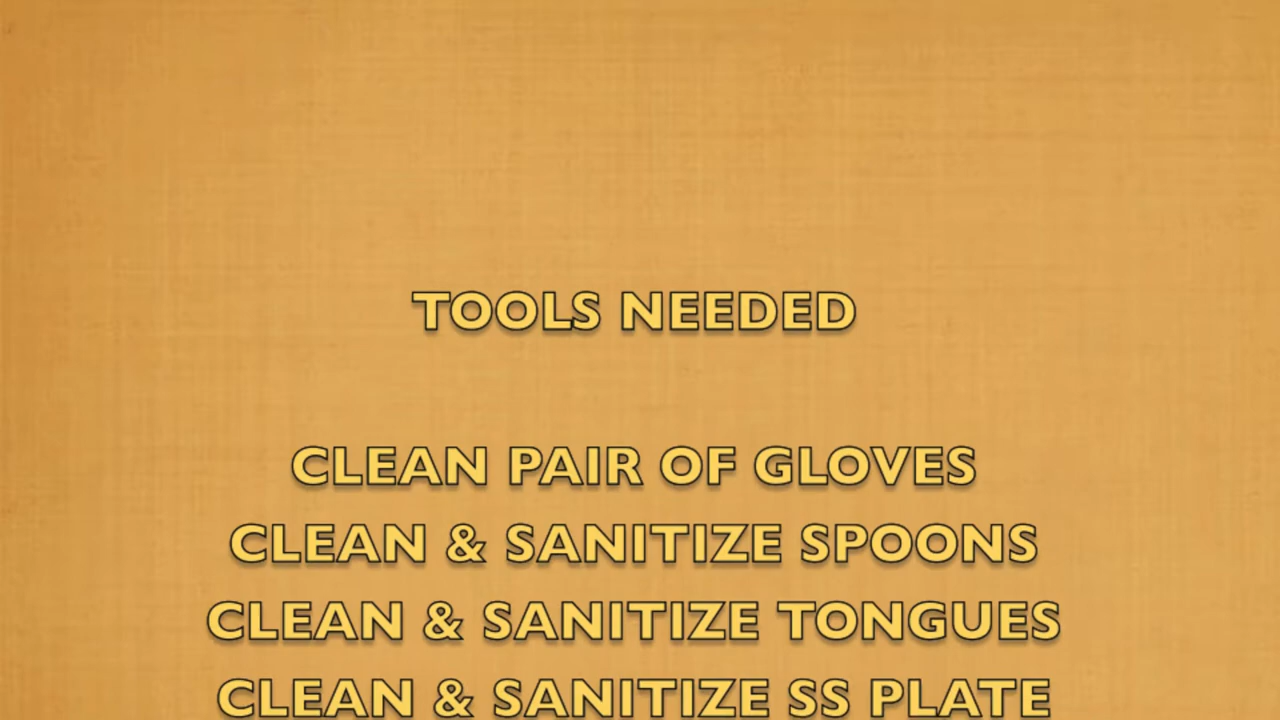 TOOLS NEEDED
CLEAN PAIR OF GLOVES
CLEAN & SANITIZE SPOONS
CLEAN & SANITIZE TONGUES
CLEAN & SANITIZE SS PLATE